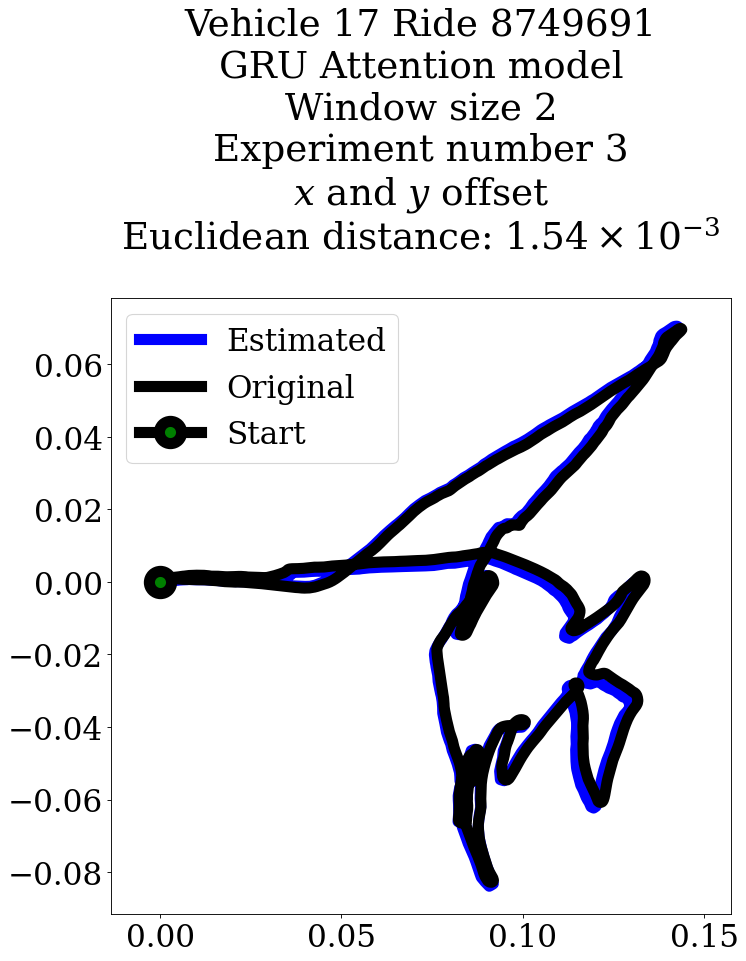 Vehicle 17 Ride 8749691
GRU Attention model
Window size 2
Experiment number 3
x and y offset
Euclidean distance: 1.54 × 10⁻³
Estimated
Original
Start
0.06
0.04
0.02
0.00
−0.02
−0.04
−0.06
−0.08
0.00 0.05 0.10 0.15